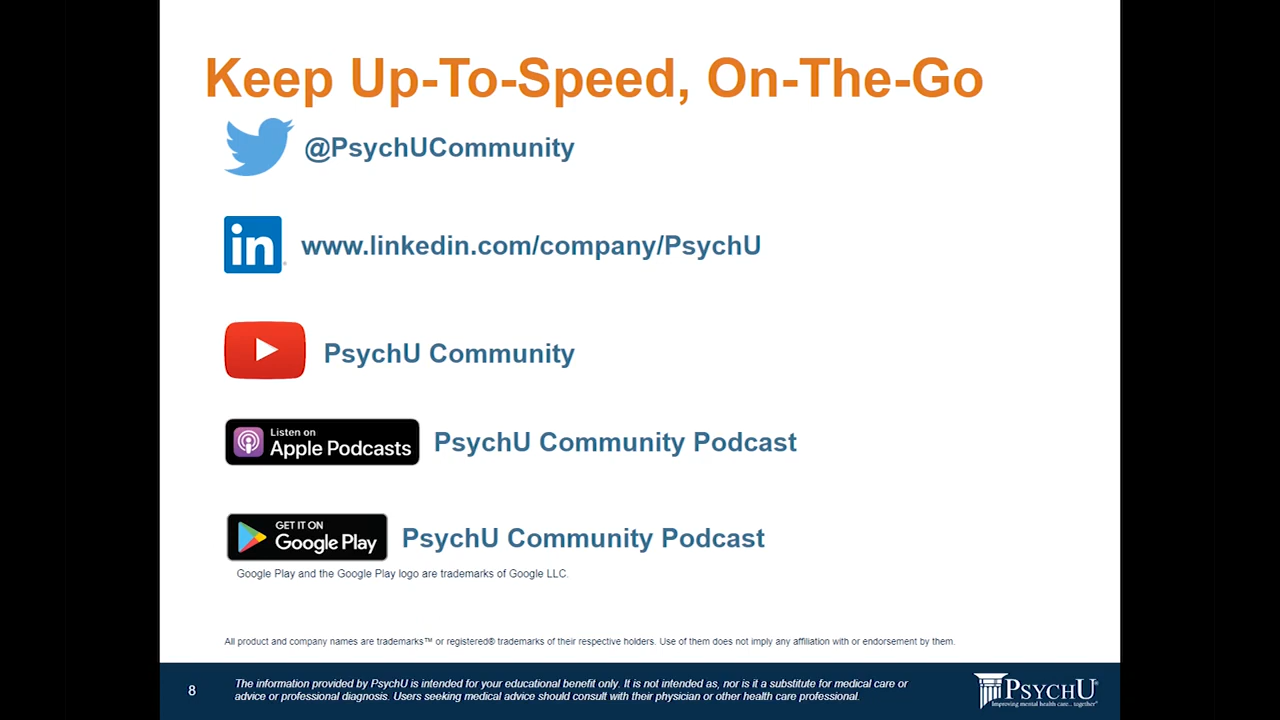 Keep Up-To-Speed, On-The-Go
@PsychUCommunity
in www.linkedin.com/company/PsychU
PsychU Community
Listen on
Apple Podcasts
PsychU Community Podcast
GET IT ON
Google Play
PsychU Community Podcast
Google Play and the Google Play logo are trademarks of Google LLC.
All product and company names are trademarks™ or registered® trademarks of their respective holders. Use of them does not imply any affiliation with or endorsement by them.
8
The information provided by PsychU is intended for your educational benefit only. It is not intended as, nor is it a substitute for medical care or
advice or professional diagnosis. Users seeking medical advice should consult with their physician or other health care professional.
PSYCHU®
Improving mental health care... together®